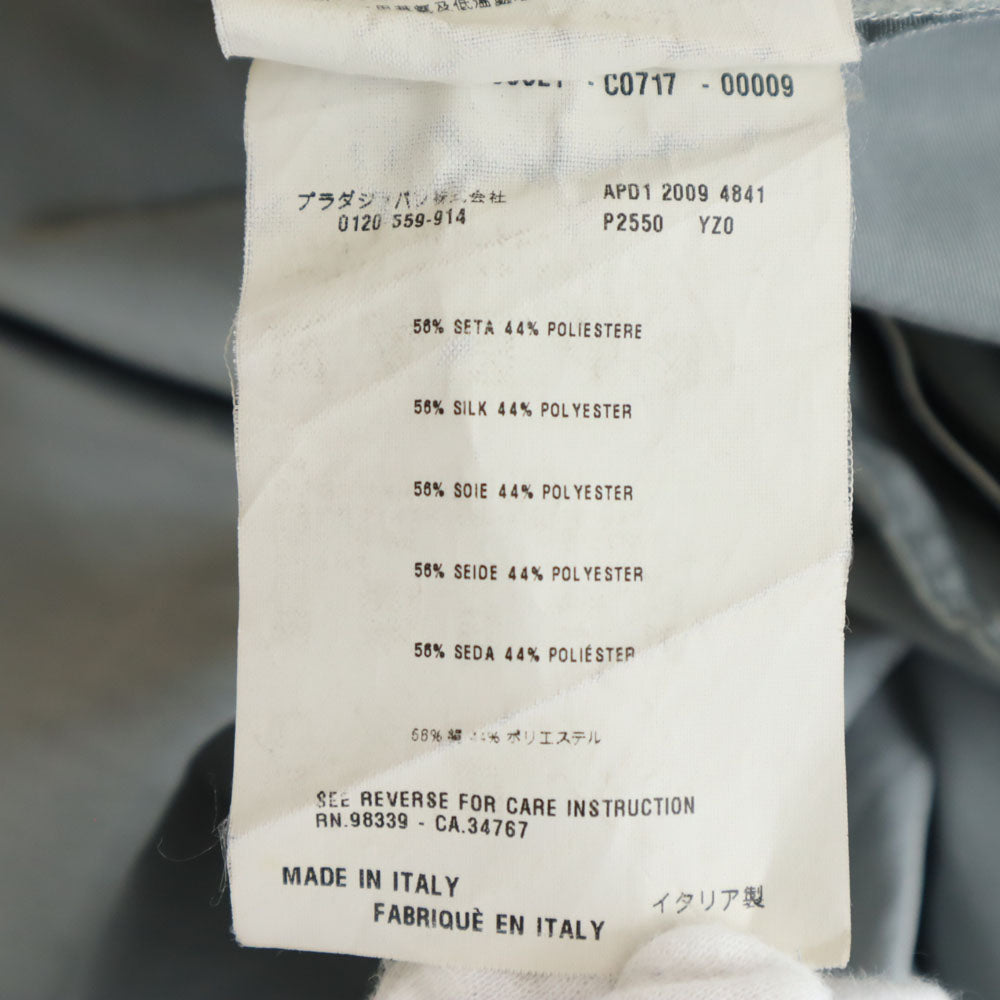 C0717 - 00009
プラダジャパン株式会社
0120 559-914
APD1 2009 4841
P2550 YZ0
56% SETA 44% POLIESTERE
56% SILK 44% POLYESTER
56% SOIE 44% POLYESTER
56% SEIDE 44% POLYESTER
56% SEDA 44% POLIÉSTER
56% 絹 44% ポリエステル
SEE REVERSE FOR CARE INSTRUCTION
RN.98339 - CA.34767
MADE IN ITALY
FABRIQUÈ EN ITALY
イタリア製